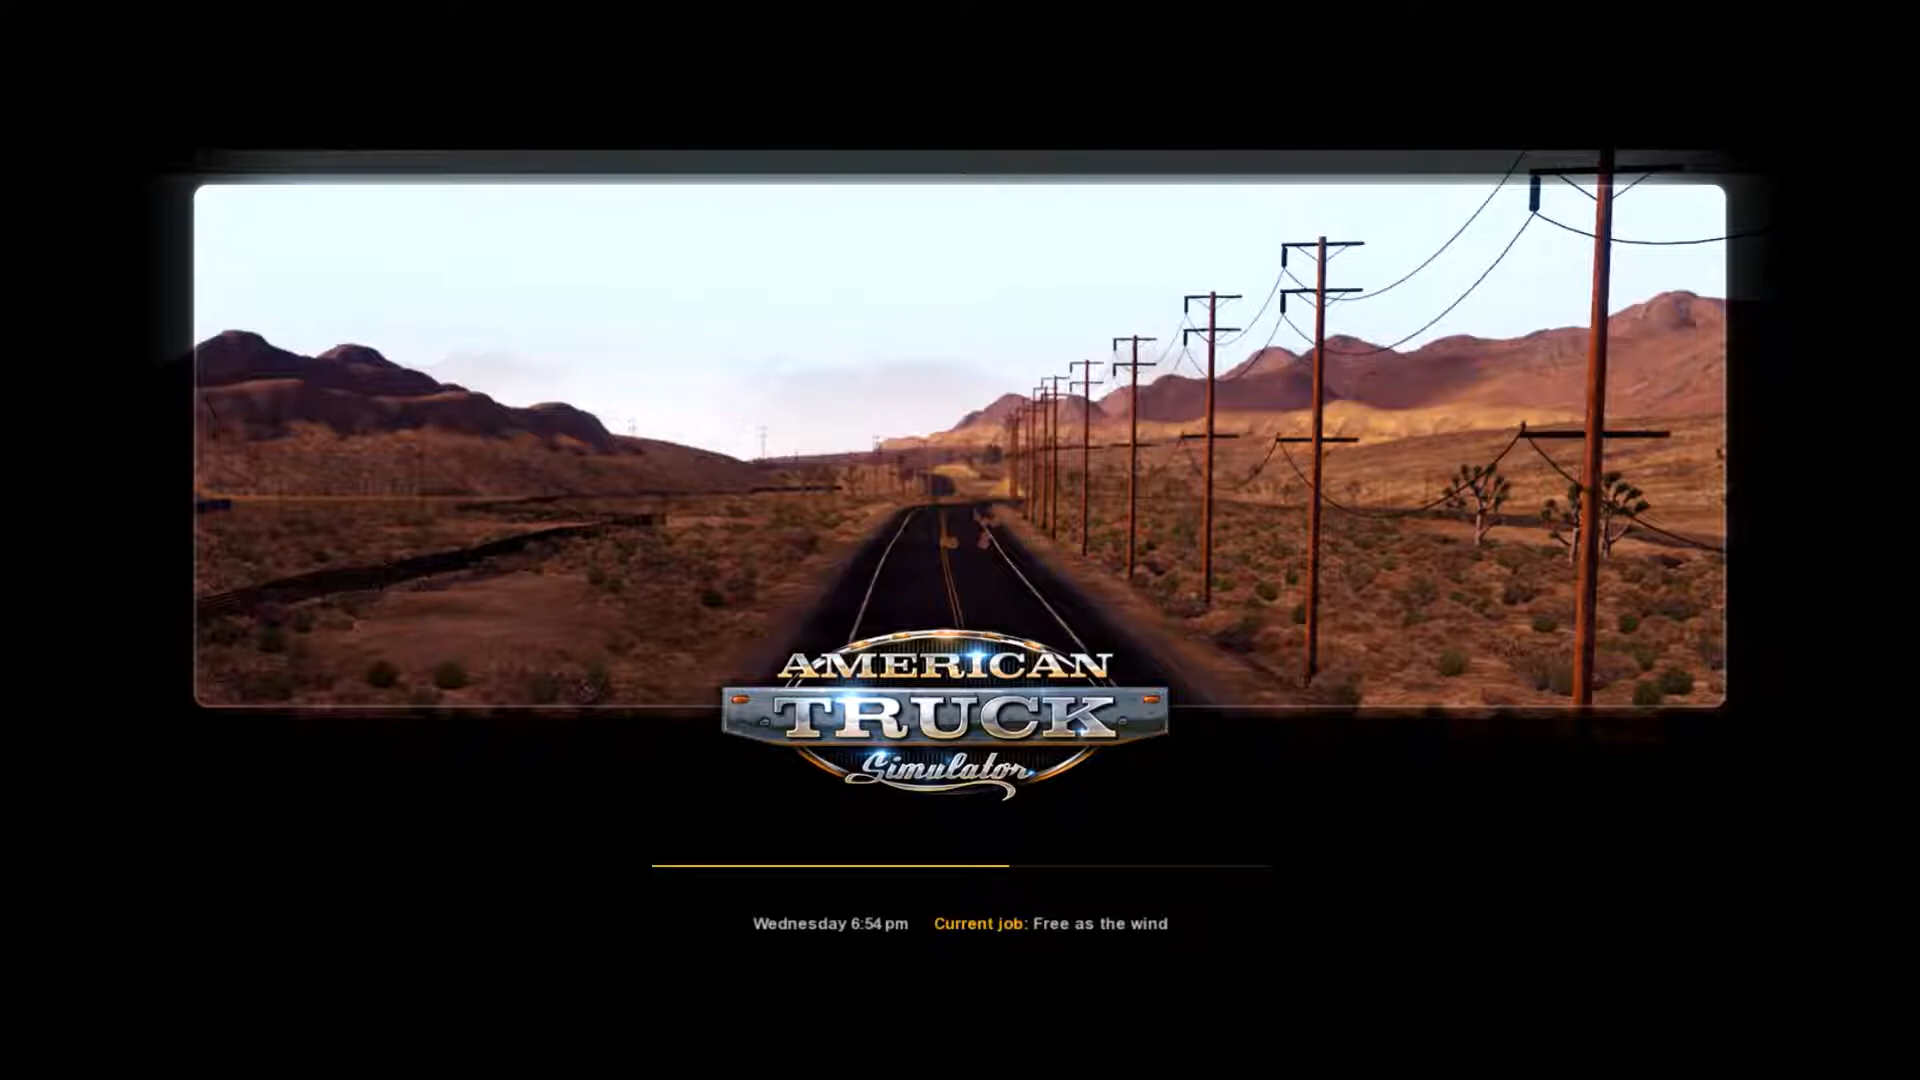 AMERICAN
TRUCK
Simulator
Wednesday 6:54 pm Current job: Free as the wind